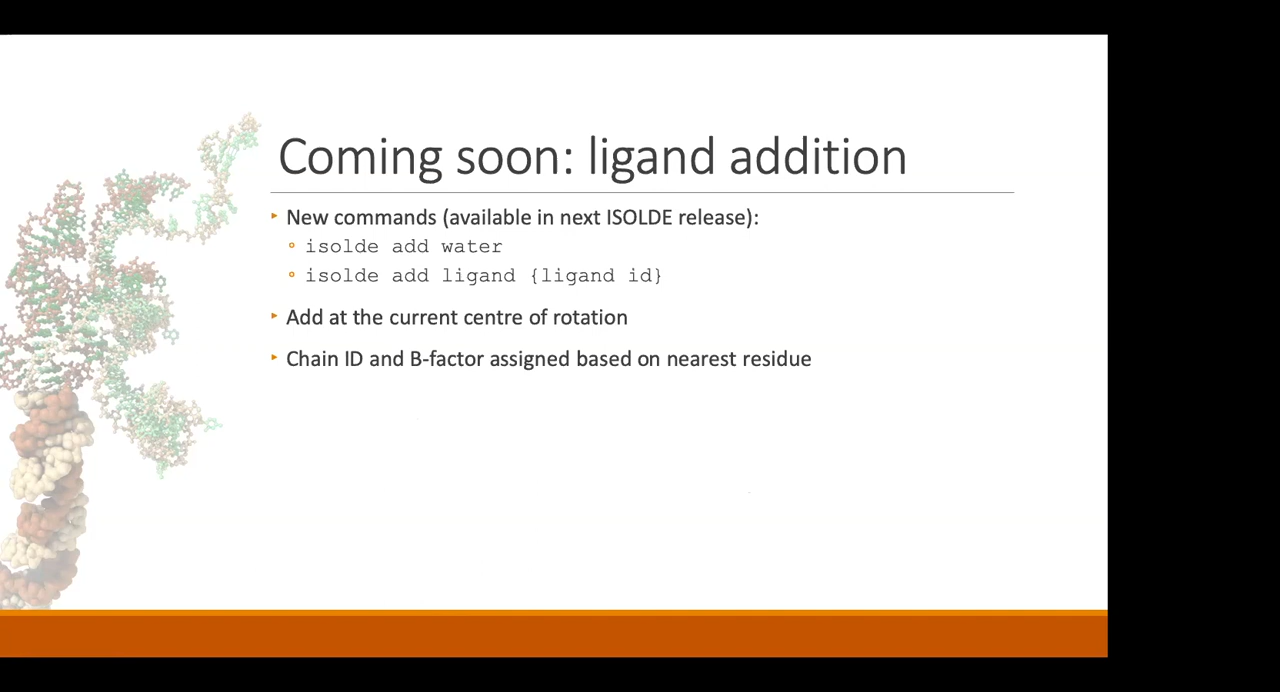 Coming soon: ligand addition
New commands (available in next ISOLDE release):
isolde add water
isolde add ligand {ligand id}
Add at the current centre of rotation
Chain ID and B-factor assigned based on nearest residue